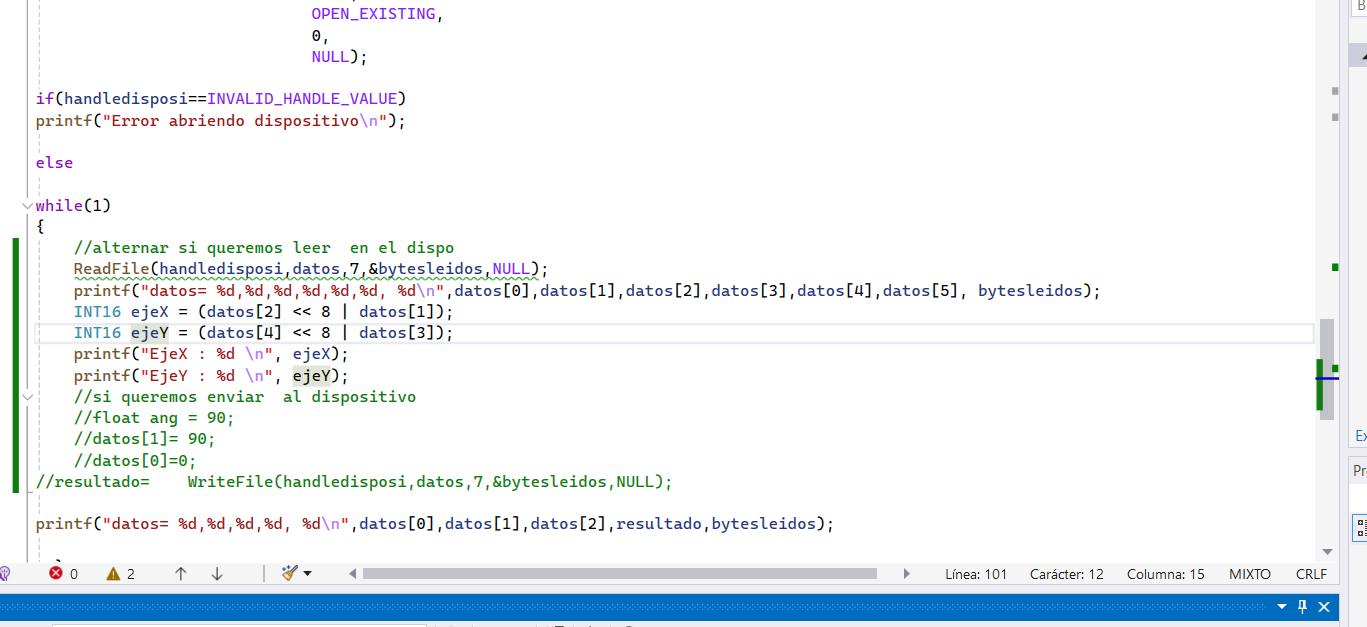 OPEN_EXISTING,
0,
NULL);
if(handledisposi==INVALID_HANDLE_VALUE)
printf("Error abriendo dispositivo\n");
else
while(1)
{
//alternar si queremos leer  en el dispo
ReadFile(handledisposi,datos,7,&bytesleidos,NULL);
printf("datos= %d,%d,%d,%d,%d,%d, %d\n",datos[0],datos[1],datos[2],datos[3],datos[4],datos[5], bytesleidos);
INT16 ejeX = (datos[2] << 8 | datos[1]);
INT16 ejeY = (datos[4] << 8 | datos[3]);
printf("EjeX : %d \n", ejeX);
printf("EjeY : %d \n", ejeY);
//si queremos enviar  al dispositivo
//float ang = 90;
//datos[1]= 90;
//datos[0]=0;
//resultado=    WriteFile(handledisposi,datos,7,&bytesleidos,NULL);
printf("datos= %d,%d,%d,%d, %d\n",datos[0],datos[1],datos[2],resultado,bytesleidos);
0 2 Línea: 101 Carácter: 12 Columna: 15 MIXTO CRLF